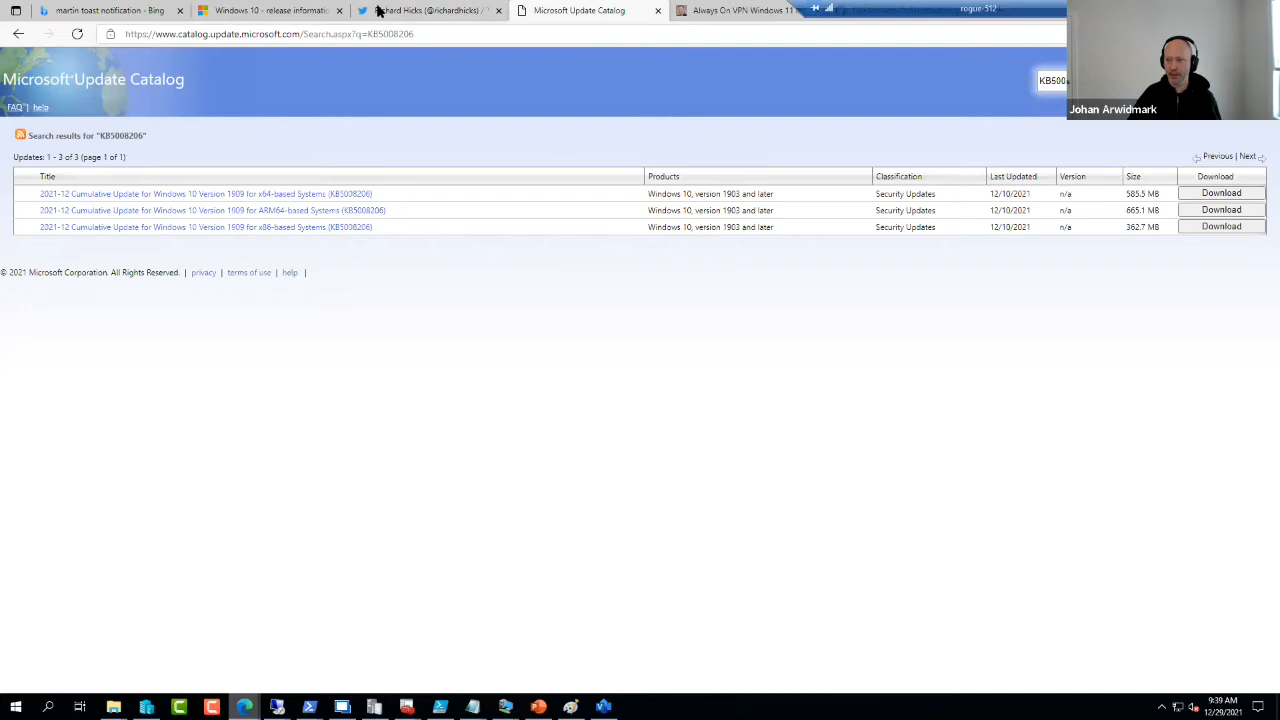 martin toast notification - Bing
Windows 10 - release informatio
chard Hicks (@richardhicks) /
Microsoft Update Catalog
Always On VPN Windows 11
rogue-512
https://www.catalog.update.microsoft.com/Search.aspx?q=KB5008206
Microsoft Update Catalog
KB500
FAQ | help
Johan Arwidmark
Search results for "KB5008206"
Updates: 1 - 3 of 3 (page 1 of 1)
Previous | Next
Title Products Classification Last Updated Version Size Download
2021-12 Cumulative Update for Windows 10 Version 1909 for x64-based Systems (KB5008206) Windows 10, version 1903 and later Security Updates 12/10/2021 n/a 585.5 MB Download
2021-12 Cumulative Update for Windows 10 Version 1909 for ARM64-based Systems (KB5008206) Windows 10, version 1903 and later Security Updates 12/10/2021 n/a 665.1 MB Download
2021-12 Cumulative Update for Windows 10 Version 1909 for x86-based Systems (KB5008206) Windows 10, version 1903 and later Security Updates 12/10/2021 n/a 362.7 MB Download
© 2021 Microsoft Corporation. All Rights Reserved. | privacy | terms of use | help |
9:39 AM
12/29/2021